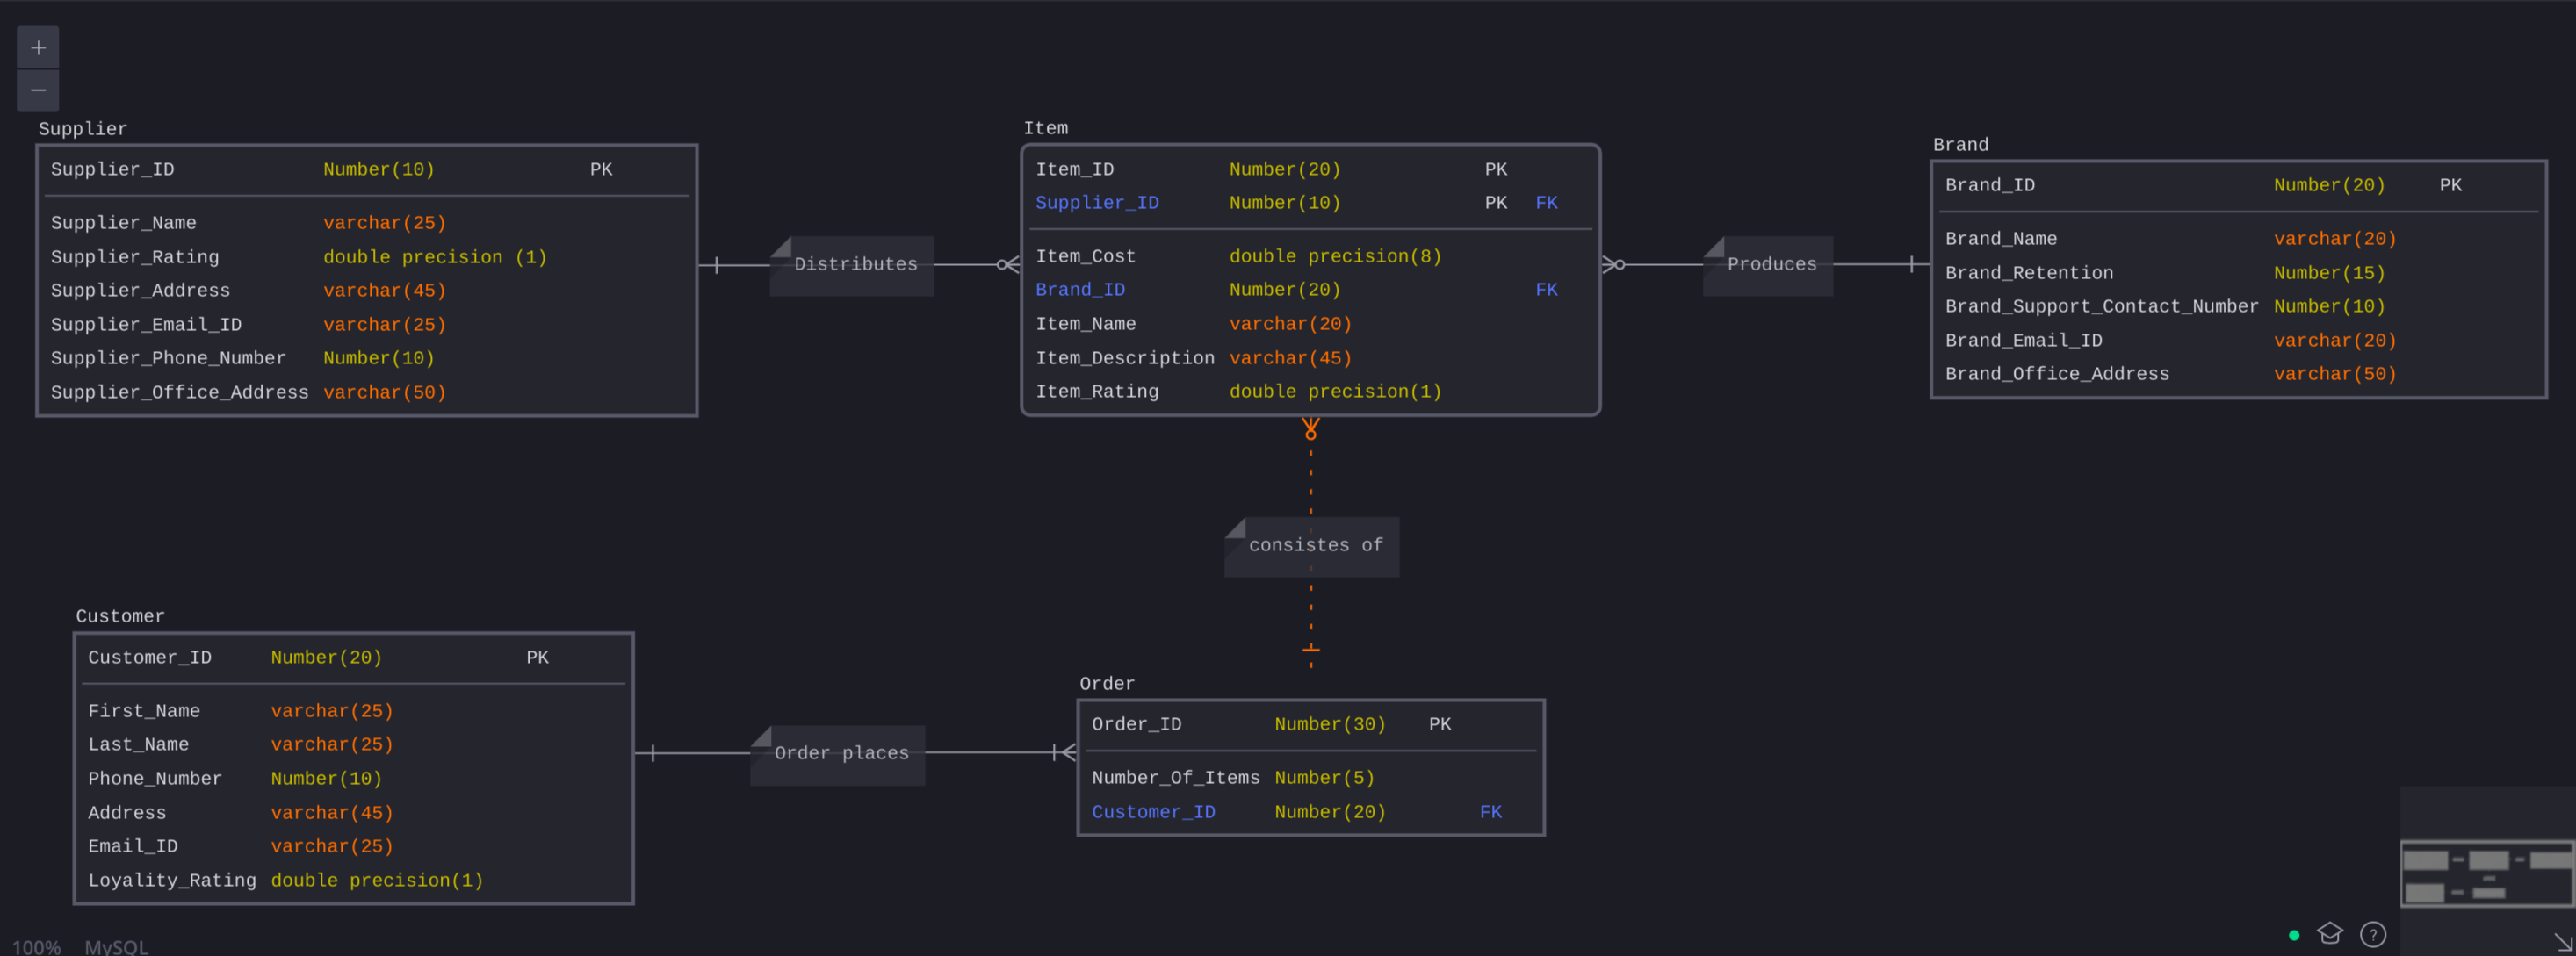 +
−
Supplier
Supplier_ID Number(10) PK
Supplier_Name varchar(25)
Supplier_Rating double precision (1)
Supplier_Address varchar(45)
Supplier_Email_ID varchar(25)
Supplier_Phone_Number Number(10)
Supplier_Office_Address varchar(50)
Distributes
Item
Item_ID Number(20) PK
Supplier_ID Number(10) PK FK
Item_Cost double precision(8)
Brand_ID Number(20) FK
Item_Name varchar(20)
Item_Description varchar(45)
Item_Rating double precision(1)
Produces
Brand
Brand_ID Number(20) PK
Brand_Name varchar(20)
Brand_Retention Number(15)
Brand_Support_Contact_Number Number(10)
Brand_Email_ID varchar(20)
Brand_Office_Address varchar(50)
consistes of
Customer
Customer_ID Number(20) PK
First_Name varchar(25)
Last_Name varchar(25)
Phone_Number Number(10)
Address varchar(45)
Email_ID varchar(25)
Loyality_Rating double precision(1)
Order places
Order
Order_ID Number(30) PK
Number_Of_Items Number(5)
Customer_ID Number(20) FK
100% MySQL
?